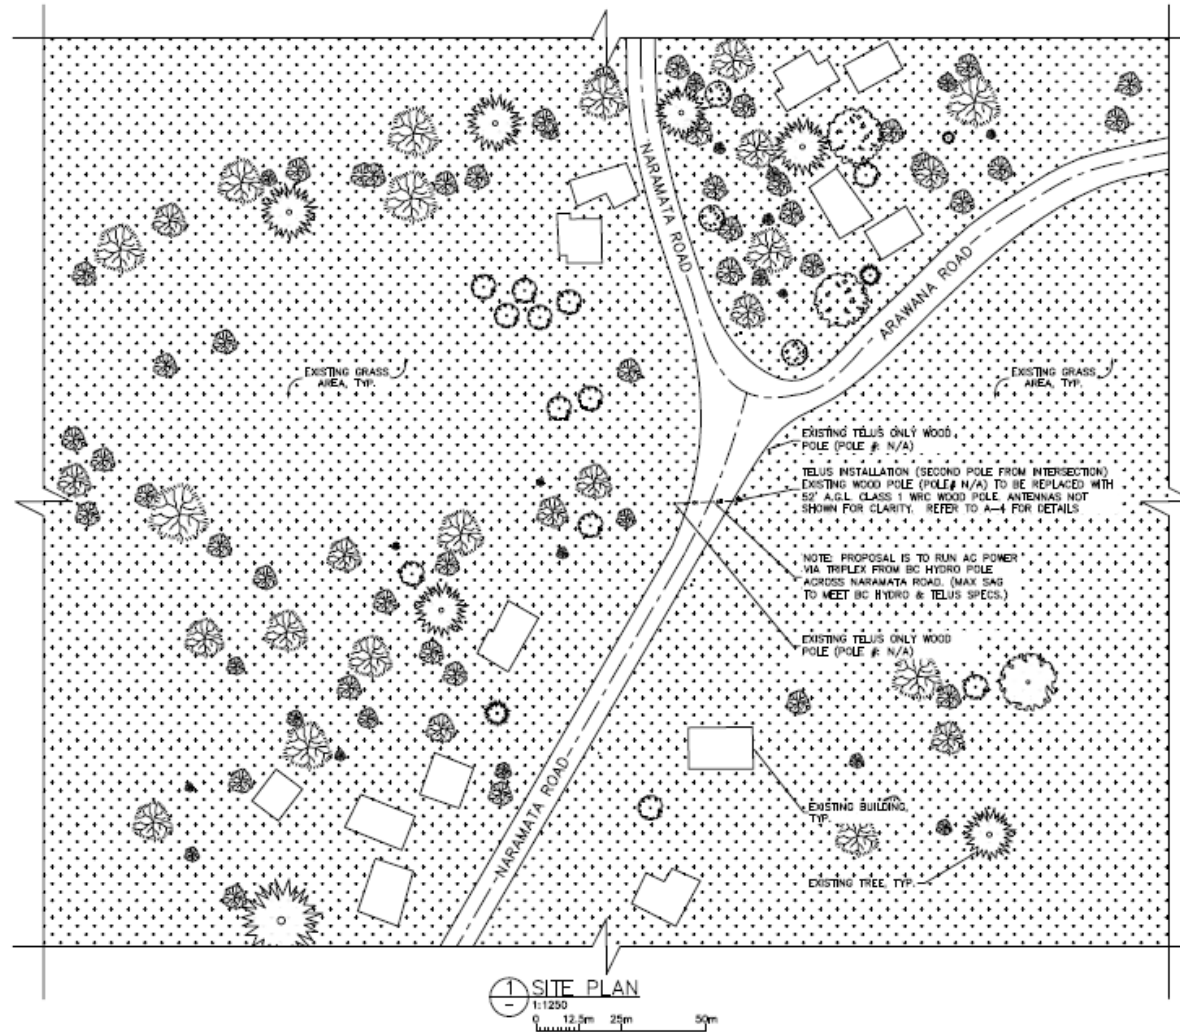 NARAMATA ROAD
ARAWANA ROAD
EXISTING GRASS
AREA, TYP.
EXISTING GRASS
AREA, TYP.
EXISTING TELUS ONLY WOOD
POLE (POLE #: N/A)
TELUS INSTALLATION (SECOND POLE FROM INTERSECTION)
EXISTING WOOD POLE (POLE# N/A) TO BE REPLACED WITH
52' A.G.L. CLASS 1 WRC WOOD POLE. ANTENNAS NOT
SHOWN FOR CLARITY. REFER TO A-4 FOR DETAILS
NOTE: PROPOSAL IS TO RUN AC POWER
VIA TRIPLEX FROM BC HYDRO POLE
ACROSS NARAMATA ROAD. (MAX SAG
TO MEET BC HYDRO & TELUS SPECS.)
EXISTING TELUS ONLY WOOD
POLE (POLE #: N/A)
NARAMATA ROAD
EXISTING BUILDING,
TYP.
EXISTING TREE, TYP.
1 SITE PLAN
- 1:1250
0 12.5m 25m 50m